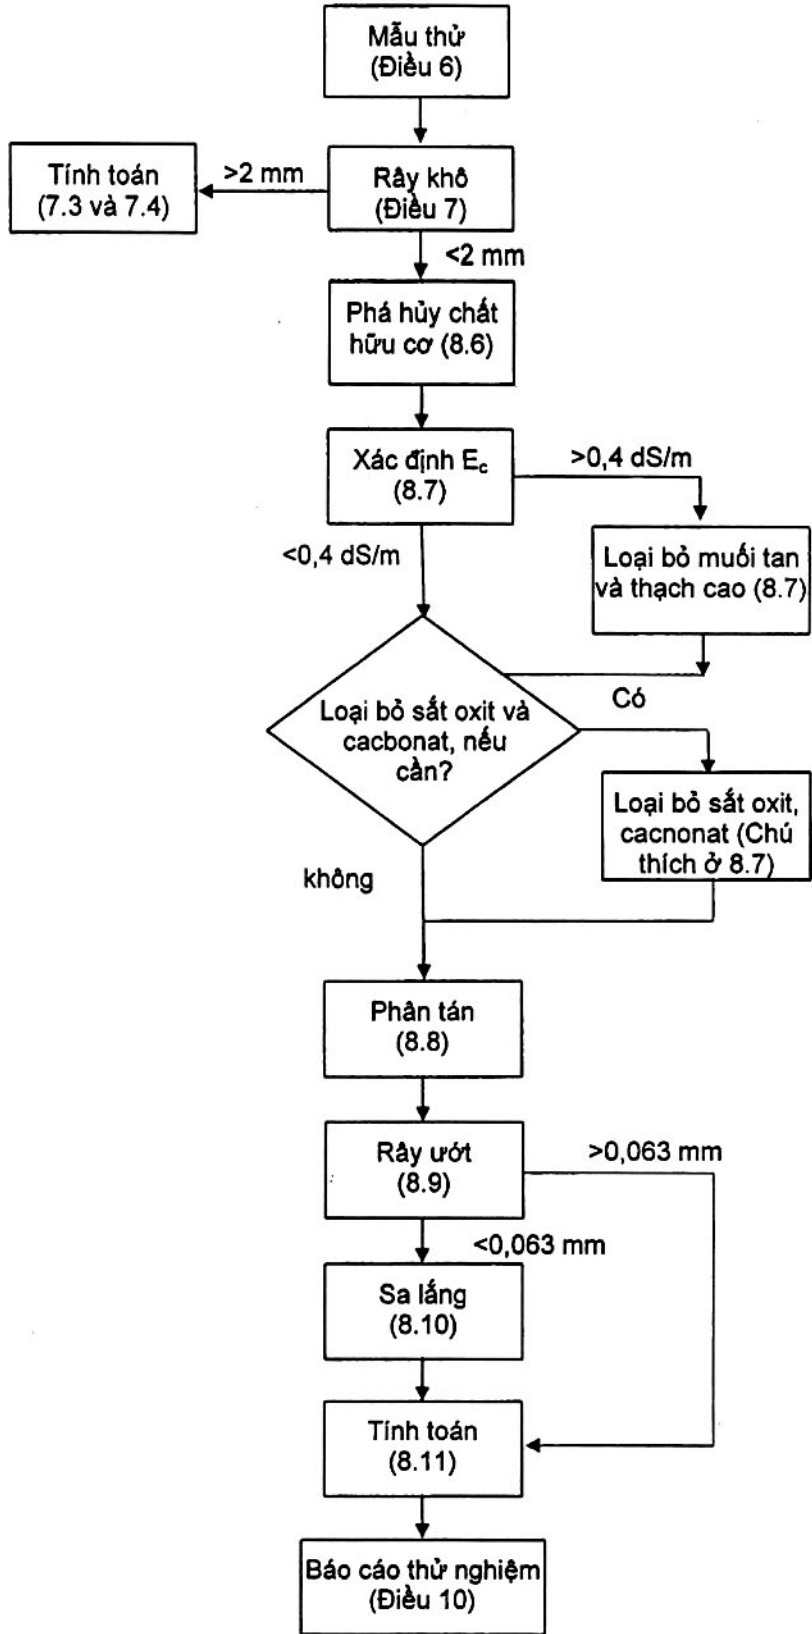 Mẫu thử
(Điều 6)
Tính toán
(7.3 và 7.4)
>2 mm
Rây khô
(Điều 7)
<2 mm
Phá hủy chất
hữu cơ (8.6)
Xác định Ec
(8.7)
>0,4 dS/m
<0,4 dS/m
Loại bỏ muối tan
và thạch cao (8.7)
Loại bỏ sắt oxit và
cacbonat, nếu
cần?
Có
Loại bỏ sắt oxit,
cacnonat (Chú
thích ở 8.7)
không
Phân tán
(8.8)
Rây ướt
(8.9)
>0,063 mm
<0,063 mm
Sa lắng
(8.10)
Tính toán
(8.11)
Báo cáo thử nghiệm
(Điều 10)